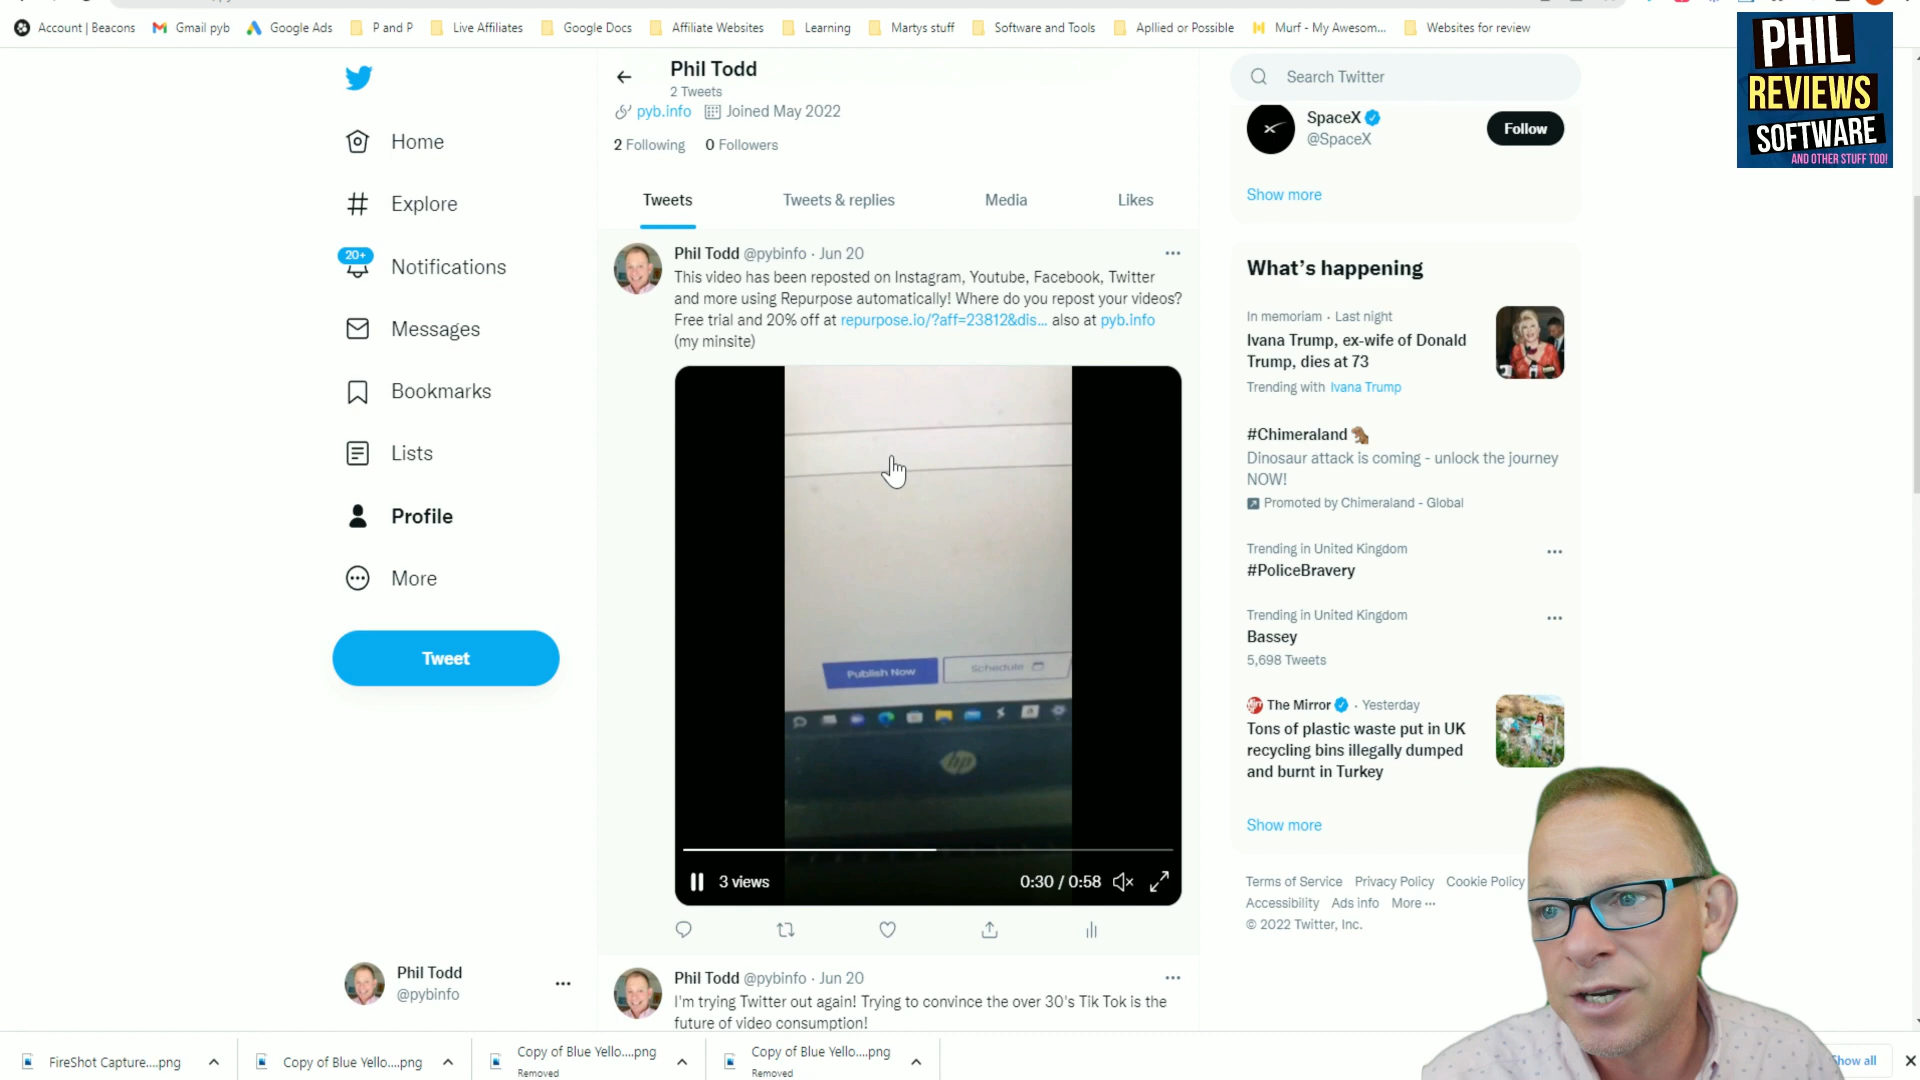 Account | Beacons
Gmail pyb
Google Ads
P and P
Live Affiliates
Google Docs
Affiliate Websites
Learning
Martys stuff
Software and Tools
Apllied or Possible
Murf - My Awesom...
Websites for review
PHIL
REVIEWS
SOFTWARE
AND OTHER STUFF TOO!
Home
Explore
20+
Notifications
Messages
Bookmarks
Lists
Profile
More
Tweet
Phil Todd
@pybinfo
Phil Todd
2 Tweets
pyb.info Joined May 2022
2 Following 0 Followers
Tweets
Tweets & replies
Media
Likes
Phil Todd @pybinfo · Jun 20
This video has been reposted on Instagram, Youtube, Facebook, Twitter
and more using Repurpose automatically! Where do you repost your videos?
Free trial and 20% off at repurpose.io/?aff=23812&dis... also at pyb.info
(my minsite)
Publish Now
Schedule
hp
3 views
0:30 / 0:58
Phil Todd @pybinfo · Jun 20
I'm trying Twitter out again! Trying to convince the over 30's Tik Tok is the
future of video consumption!
Search Twitter
SpaceX
@SpaceX
Follow
Show more
What's happening
In memoriam · Last night
Ivana Trump, ex-wife of Donald
Trump, dies at 73
Trending with Ivana Trump
#Chimeraland
Dinosaur attack is coming - unlock the journey
NOW!
Promoted by Chimeraland - Global
Trending in United Kingdom
#PoliceBravery
Trending in United Kingdom
Bassey
5,698 Tweets
The Mirror · Yesterday
Tons of plastic waste put in UK
recycling bins illegally dumped
and burnt in Turkey
Show more
Terms of Service Privacy Policy Cookie Policy
Accessibility Ads info More ···
© 2022 Twitter, Inc.
FireShot Capture....png
Copy of Blue Yello....png
Copy of Blue Yello....png
Removed
Copy of Blue Yello....png
Removed
Show all